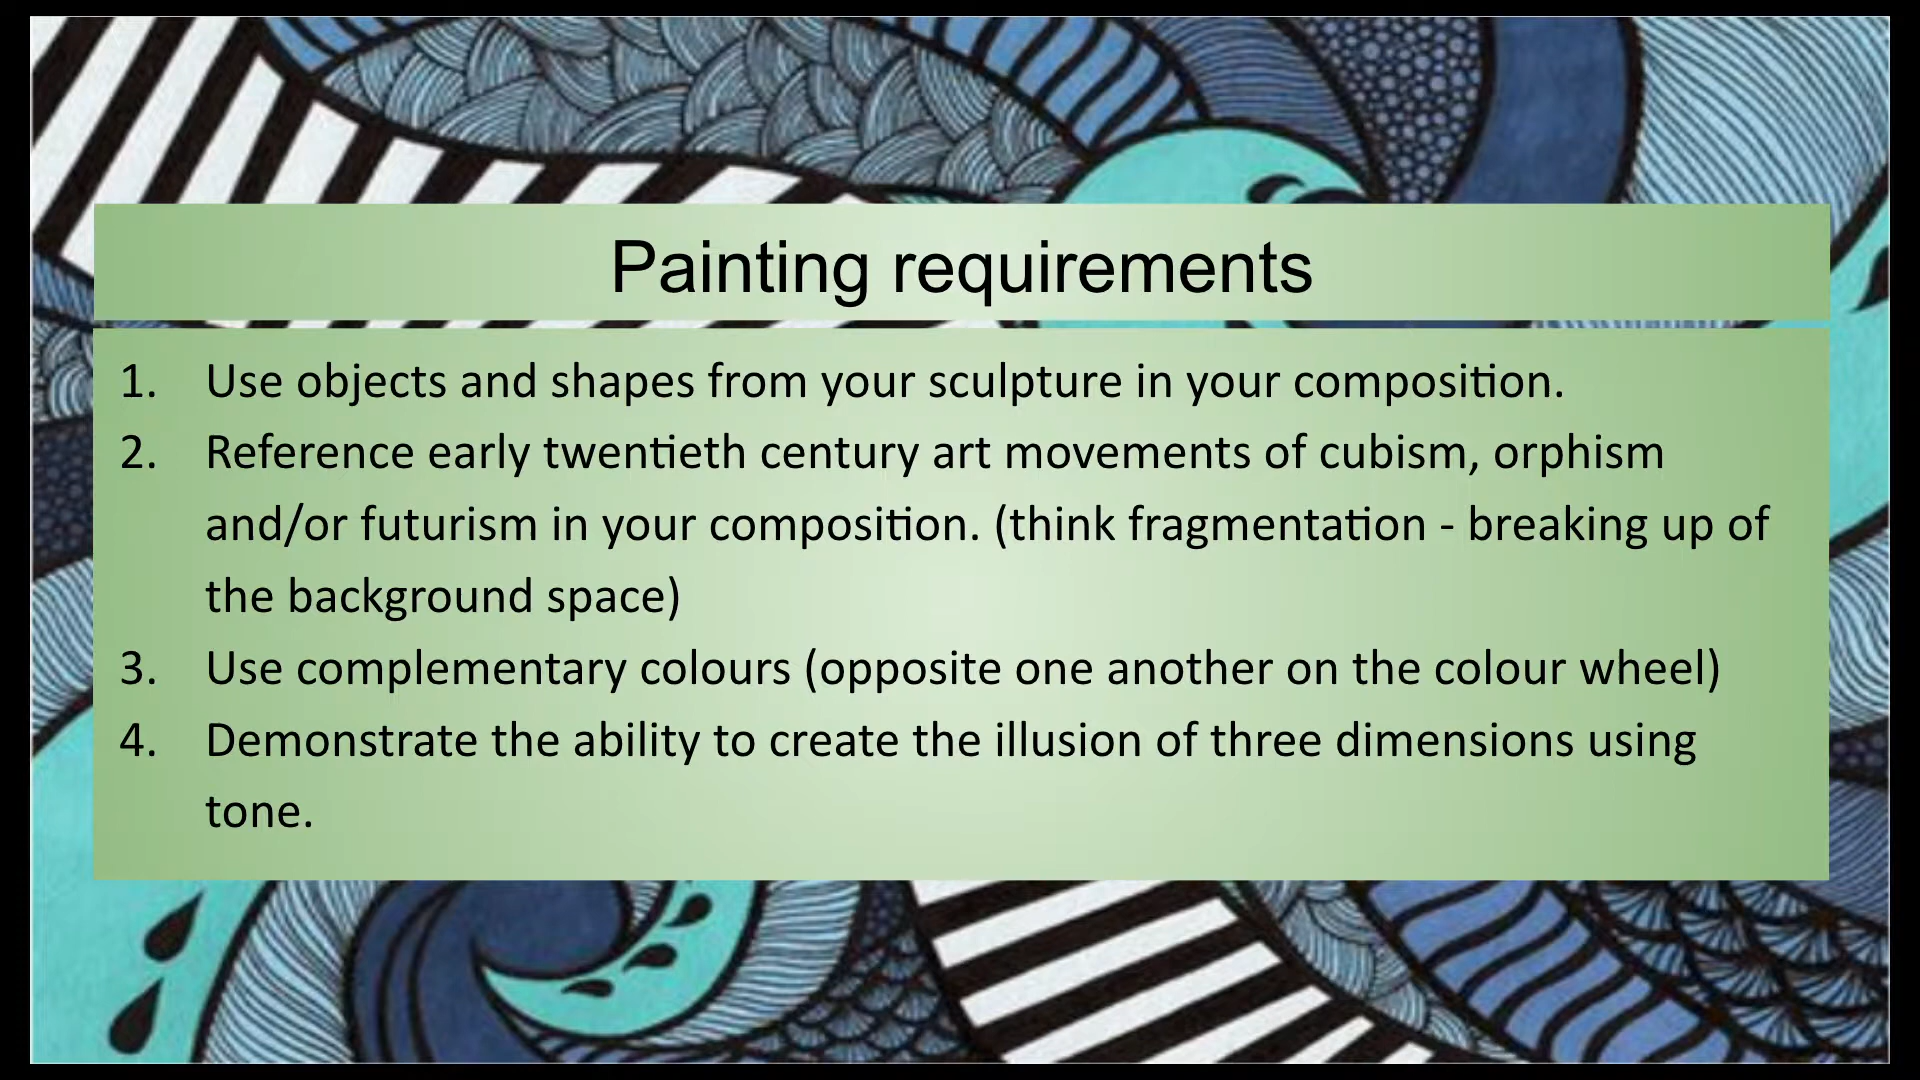 Painting requirements
1. Use objects and shapes from your sculpture in your composition.
2. Reference early twentieth century art movements of cubism, orphism
and/or futurism in your composition. (think fragmentation - breaking up of
the background space)
3. Use complementary colours (opposite one another on the colour wheel)
4. Demonstrate the ability to create the illusion of three dimensions using
tone.